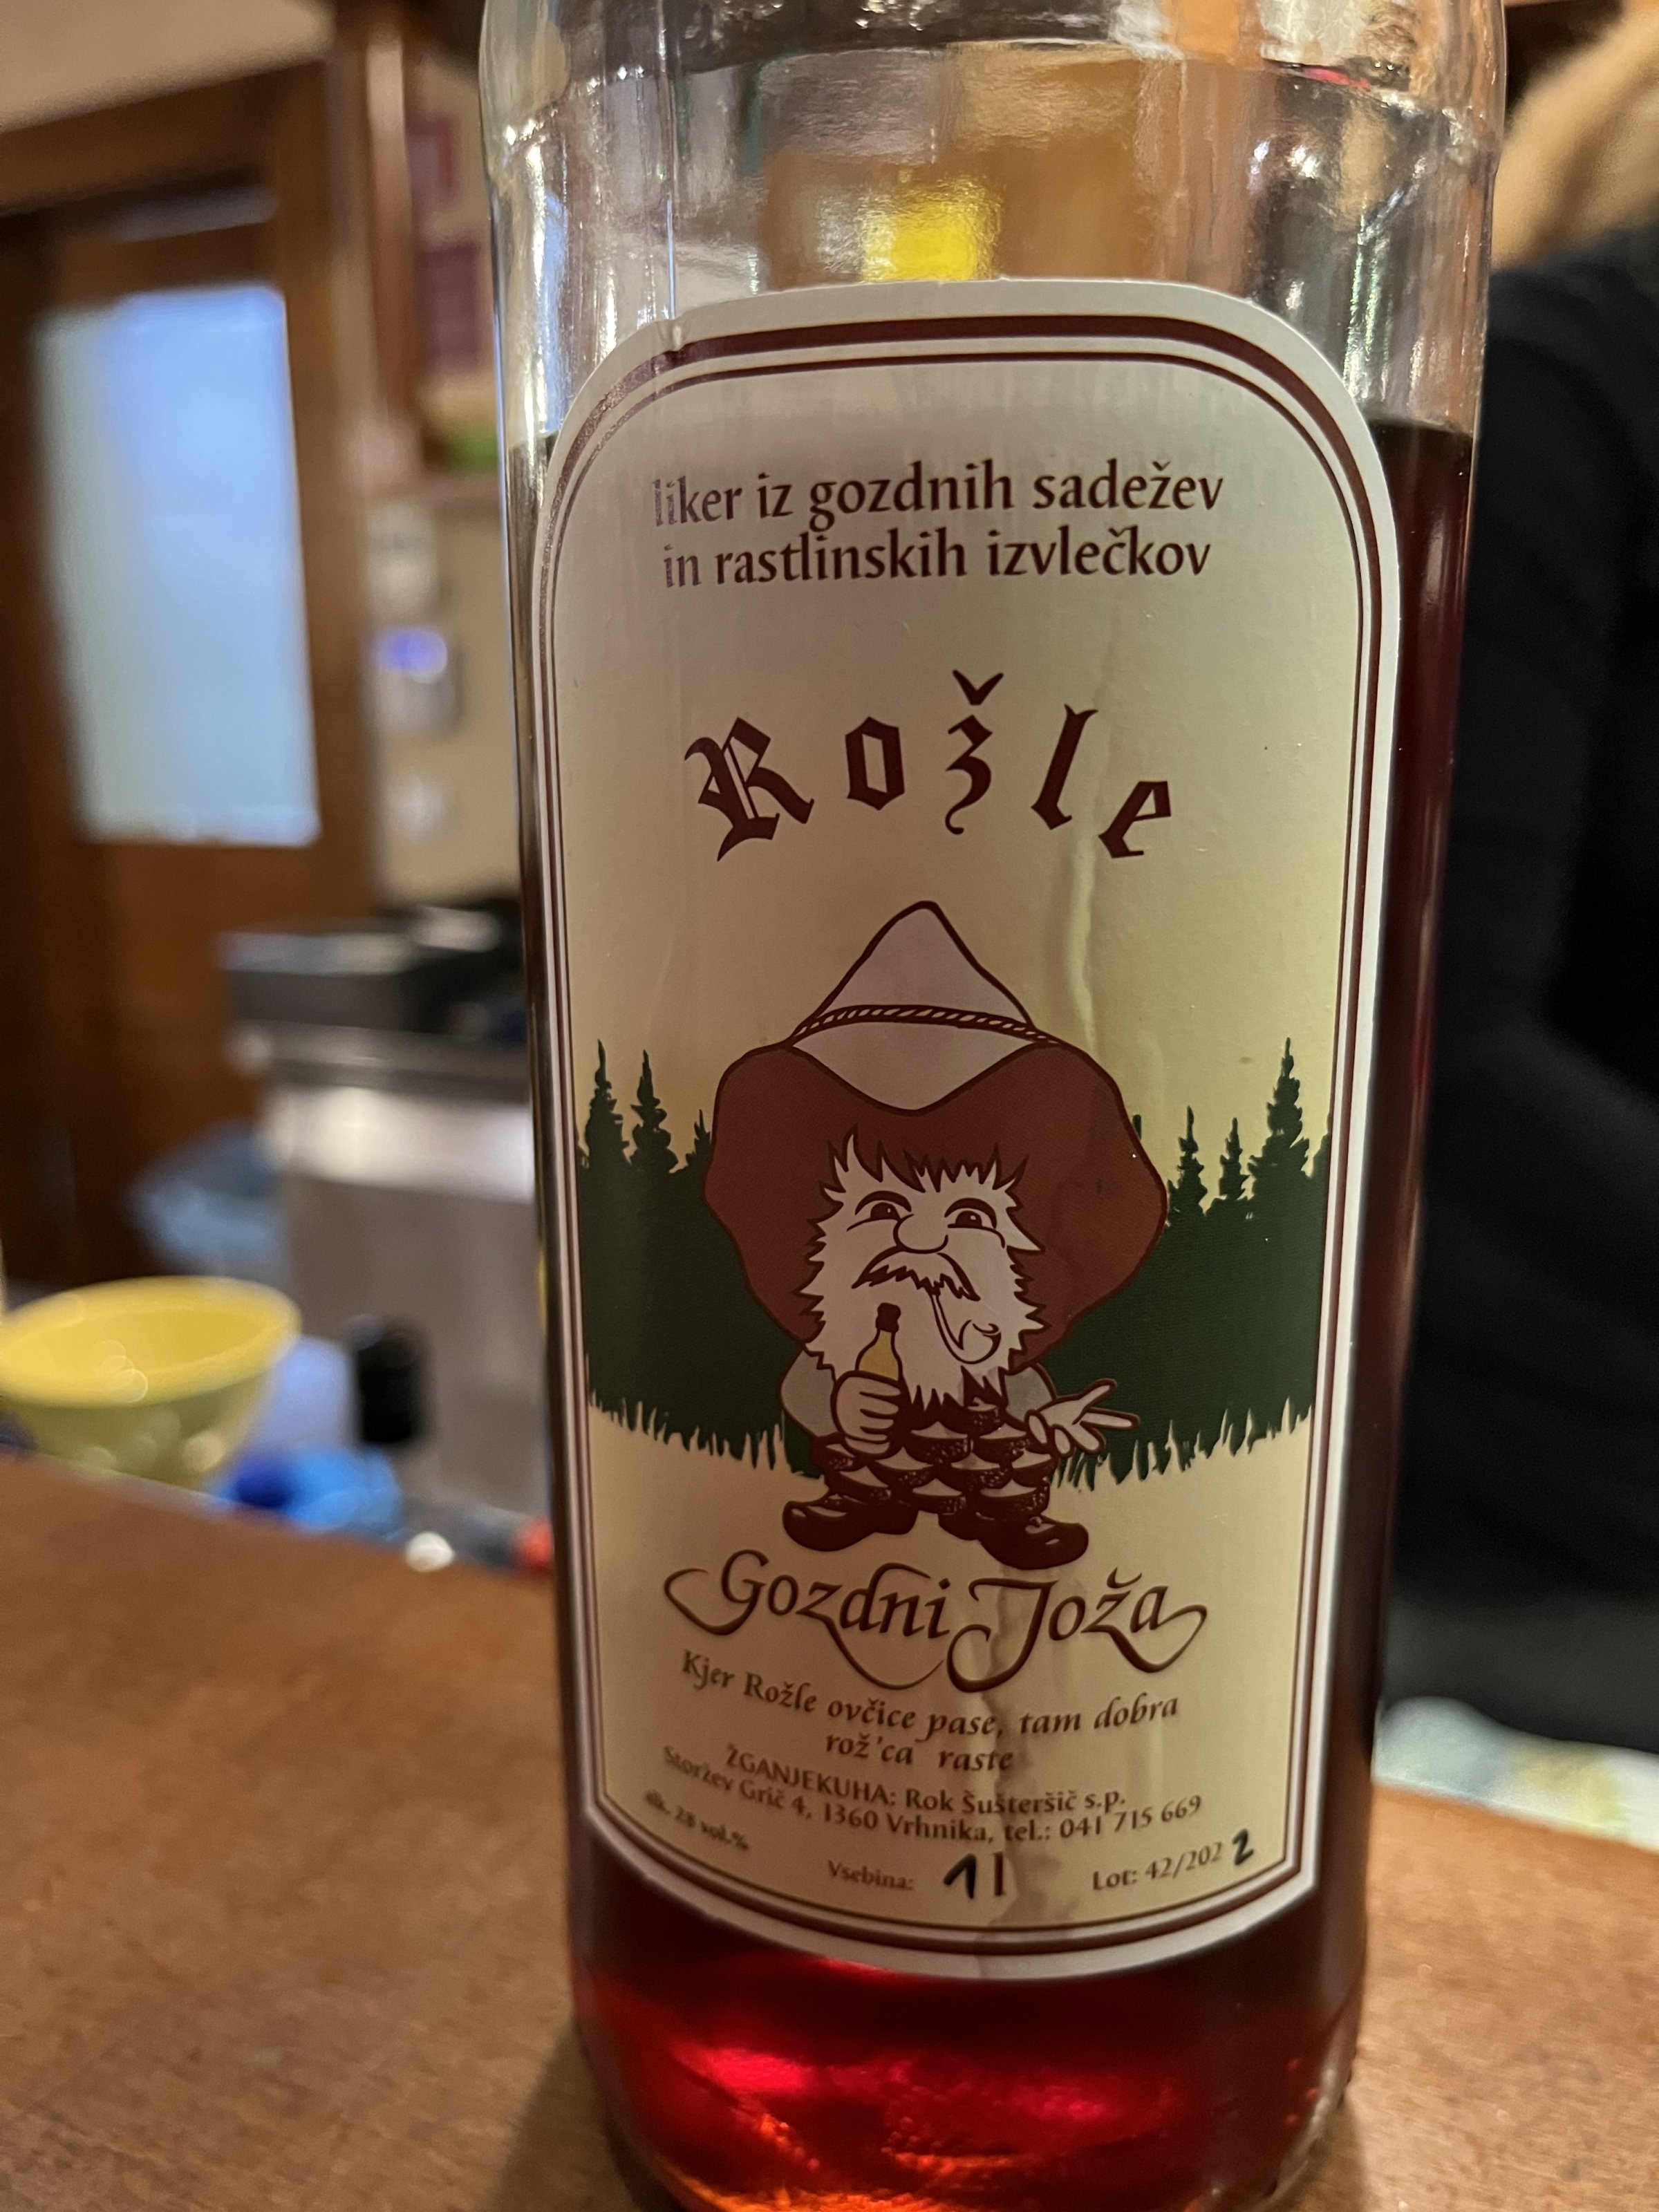 liker iz gozdnih sadežev
in rastlinskih izvlečkov
Rožle
Gozdni Joža
Kjer Rožle ovčice pase, tam dobra
rož'ca raste
ŽGANJEKUHA: Rok Šušteršič s.p.
Storžev Grič 4, 1360 Vrhnika, tel.: 041 715 669
alk. 28 vol.%
Vsebina: 1 l
Lot: 42/2022